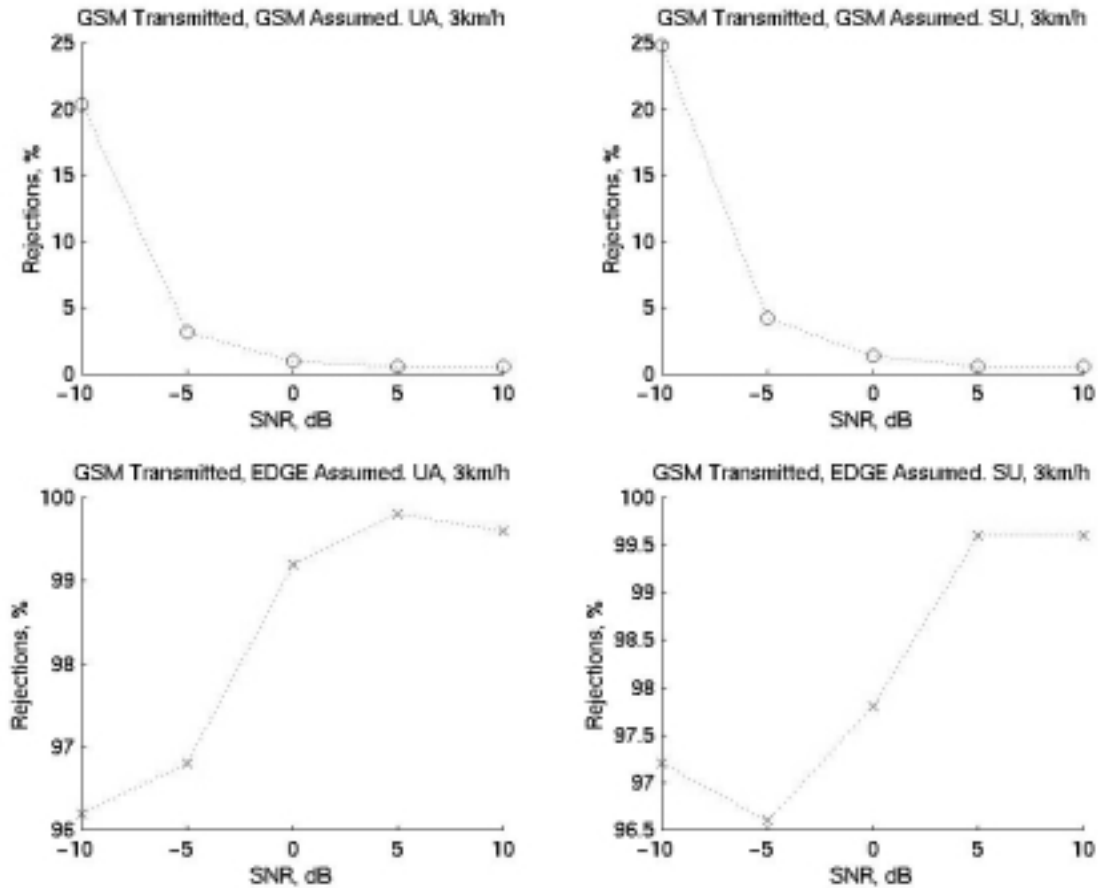 GSM Transmitted, GSM Assumed. UA, 3km/h
25
20
15
10
5
0
Rejections, %
-10 -5 0 5 10
SNR, dB
GSM Transmitted, GSM Assumed. SU, 3km/h
25
20
15
10
5
0
Rejections, %
-10 -5 0 5 10
SNR, dB
GSM Transmitted, EDGE Assumed. UA, 3km/h
100
99
98
97
96
Rejections, %
-10 -5 0 5 10
SNR, dB
GSM Transmitted, EDGE Assumed. SU, 3km/h
100
99.5
99
98.5
98
97.5
97
96.5
Rejections, %
-10 -5 0 5 10
SNR, dB